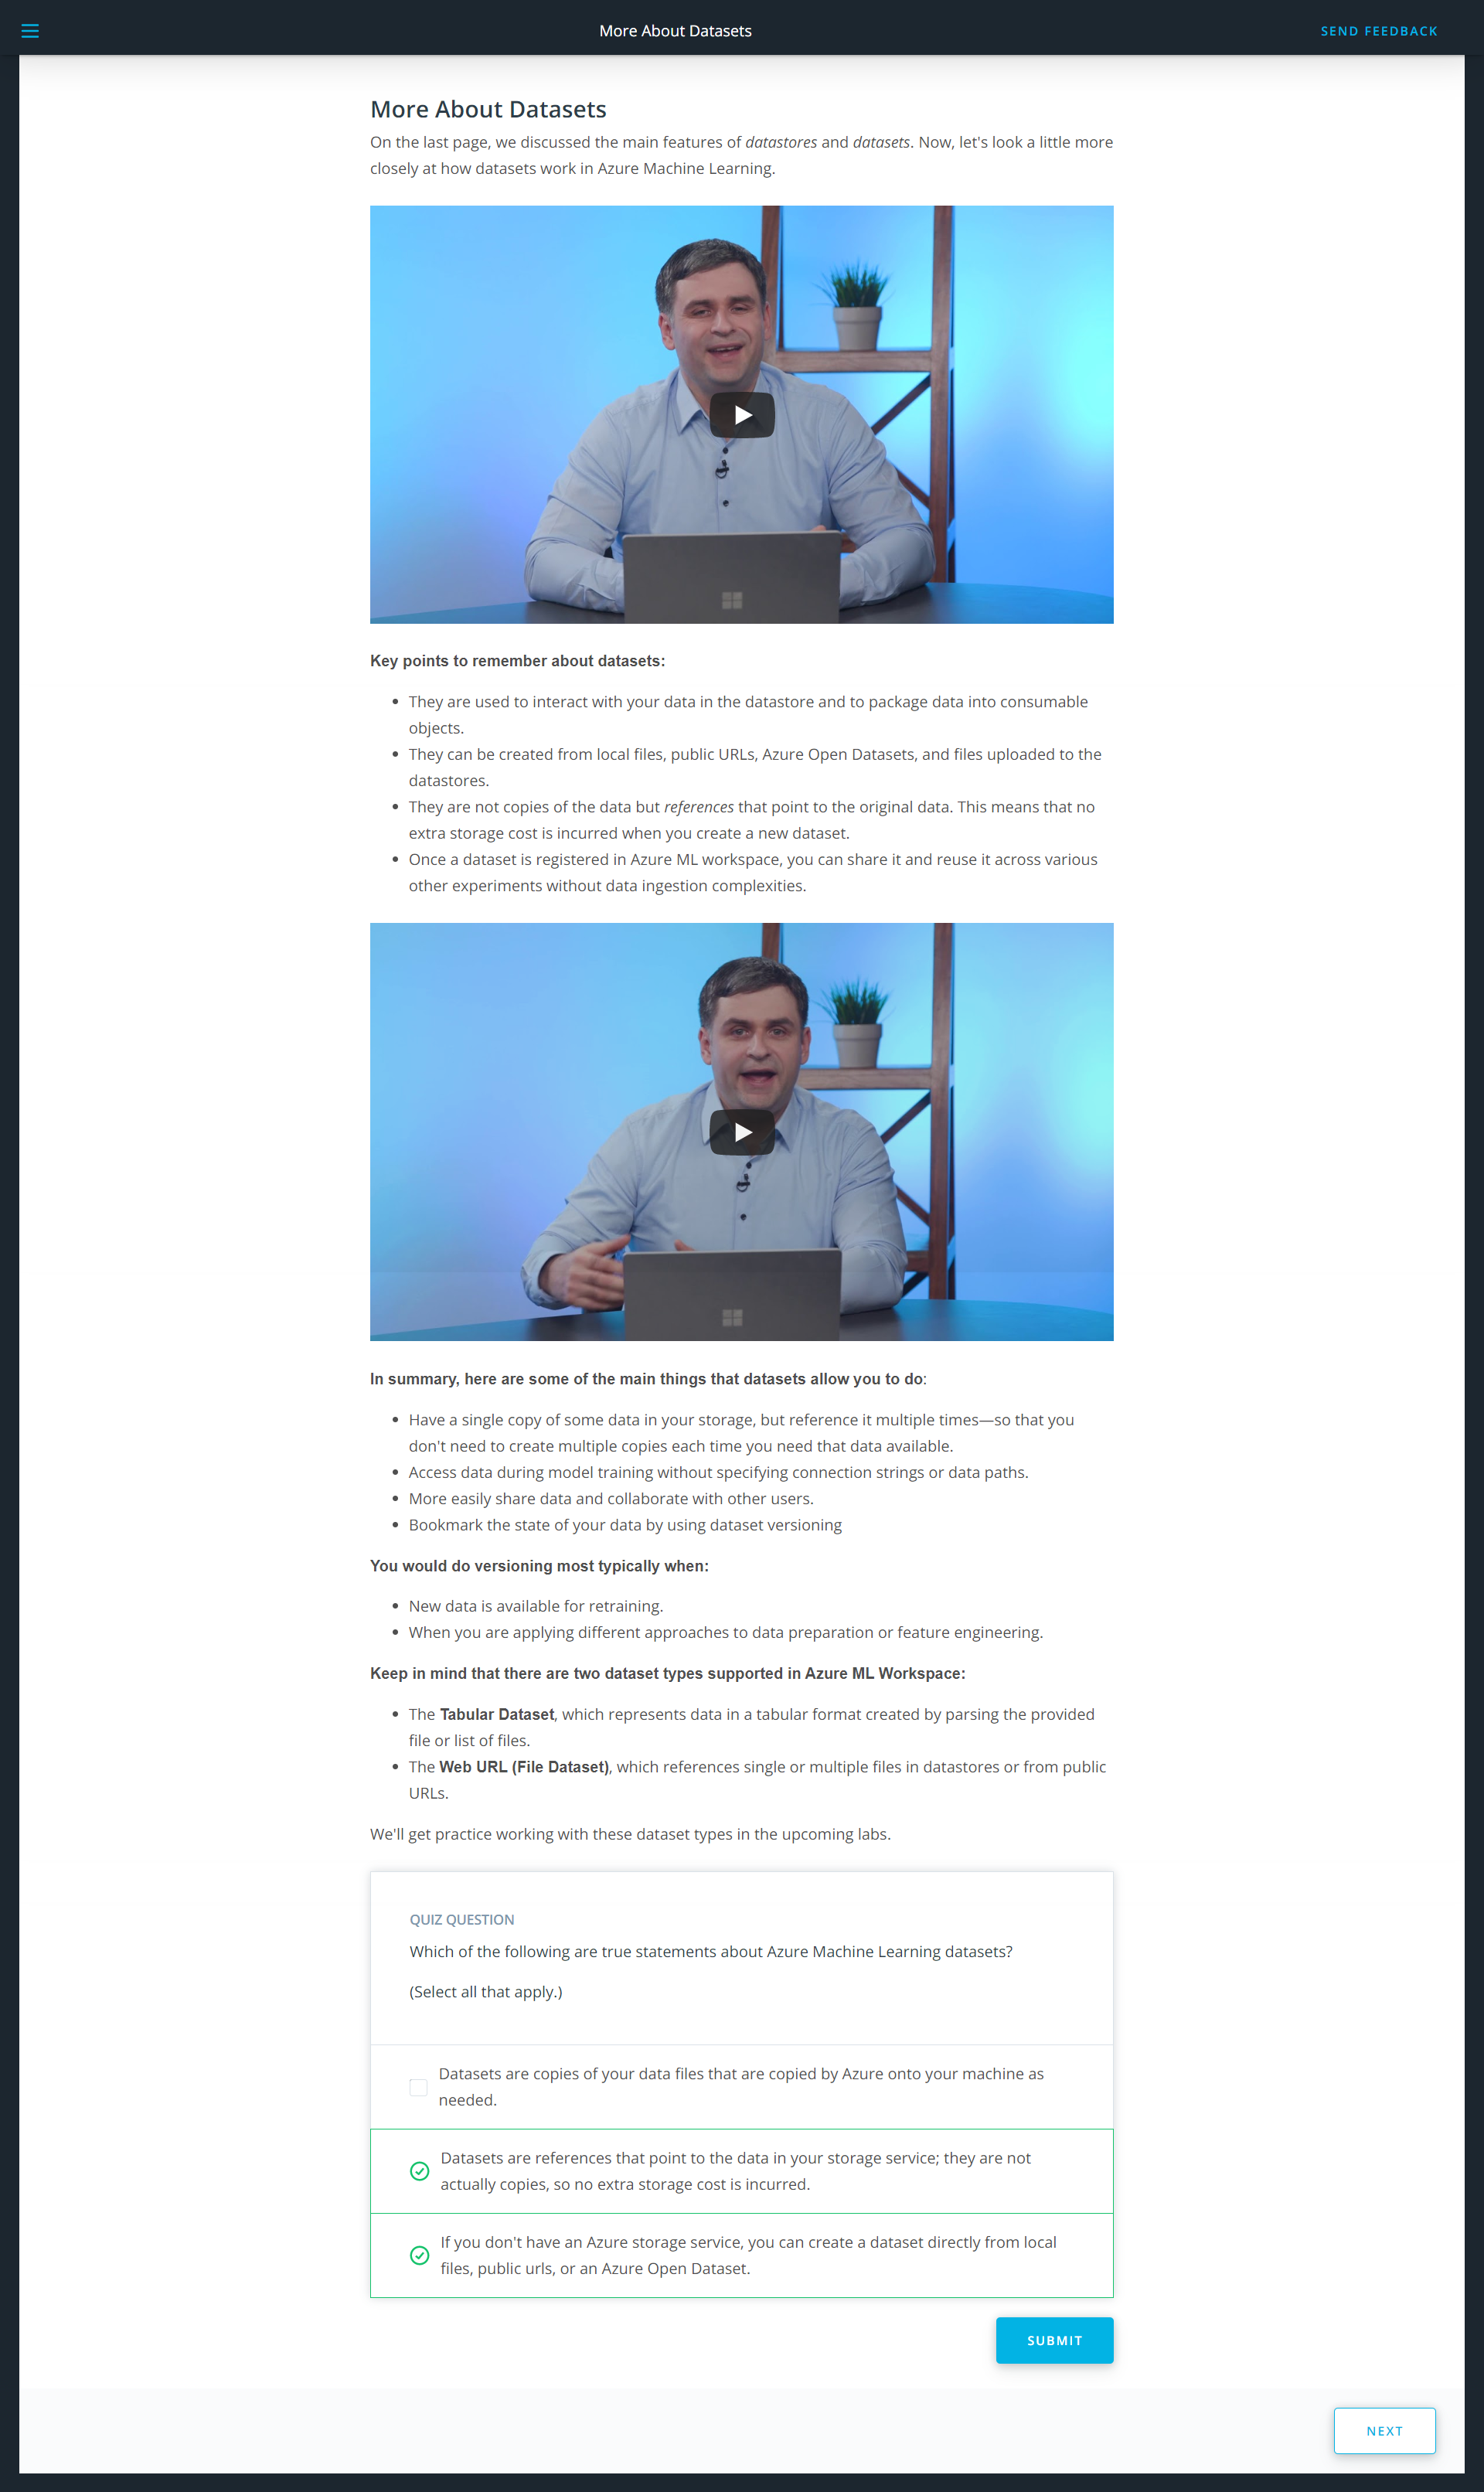 More About Datasets
SEND FEEDBACK
More About Datasets
On the last page, we discussed the main features of datastores and datasets. Now, let's look a little more
closely at how datasets work in Azure Machine Learning.
Key points to remember about datasets:
They are used to interact with your data in the datastore and to package data into consumable
objects.
They can be created from local files, public URLs, Azure Open Datasets, and files uploaded to the
datastores.
They are not copies of the data but references that point to the original data. This means that no
extra storage cost is incurred when you create a new dataset.
Once a dataset is registered in Azure ML workspace, you can share it and reuse it across various
other experiments without data ingestion complexities.
In summary, here are some of the main things that datasets allow you to do:
Have a single copy of some data in your storage, but reference it multiple times—so that you
don't need to create multiple copies each time you need that data available.
Access data during model training without specifying connection strings or data paths.
More easily share data and collaborate with other users.
Bookmark the state of your data by using dataset versioning
You would do versioning most typically when:
New data is available for retraining.
When you are applying different approaches to data preparation or feature engineering.
Keep in mind that there are two dataset types supported in Azure ML Workspace:
The Tabular Dataset, which represents data in a tabular format created by parsing the provided
file or list of files.
The Web URL (File Dataset), which references single or multiple files in datastores or from public
URLs.
We'll get practice working with these dataset types in the upcoming labs.
QUIZ QUESTION
Which of the following are true statements about Azure Machine Learning datasets?
(Select all that apply.)
Datasets are copies of your data files that are copied by Azure onto your machine as
needed.
Datasets are references that point to the data in your storage service; they are not
actually copies, so no extra storage cost is incurred.
If you don't have an Azure storage service, you can create a dataset directly from local
files, public urls, or an Azure Open Dataset.
SUBMIT
NEXT